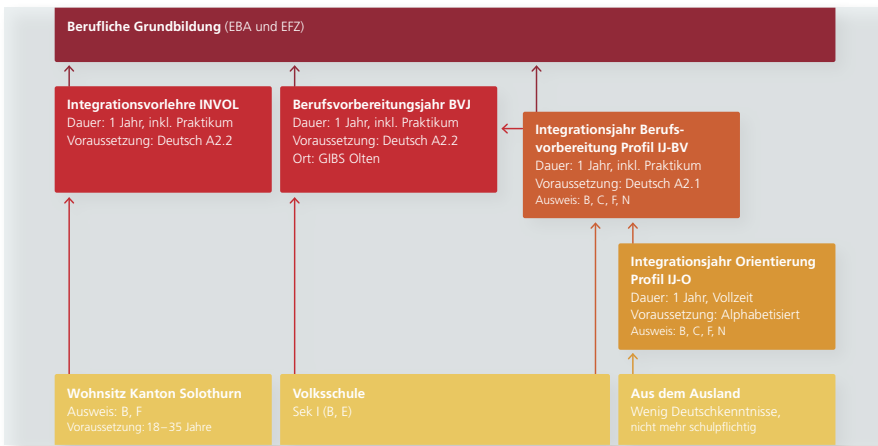 Berufliche Grundbildung (EBA und EFZ)
Integrationsvorlehre INVOL
Dauer: 1 Jahr, inkl. Praktikum
Voraussetzung: Deutsch A2.2
Berufsvorbereitungsjahr BVJ
Dauer: 1 Jahr, inkl. Praktikum
Voraussetzung: Deutsch A2.2
Ort: GIBS Olten
Integrationsjahr Berufs-
vorbereitung Profil IJ-BV
Dauer: 1 Jahr, inkl. Praktikum
Voraussetzung: Deutsch A2.1
Ausweis: B, C, F, N
Integrationsjahr Orientierung
Profil IJ-O
Dauer: 1 Jahr, Vollzeit
Voraussetzung: Alphabetisiert
Ausweis: B, C, F, N
Wohnsitz Kanton Solothurn
Ausweis: B, F
Voraussetzung: 18–35 Jahre
Volksschule
Sek I (B, E)
Aus dem Ausland
Wenig Deutschkenntnisse,
nicht mehr schulpflichtig